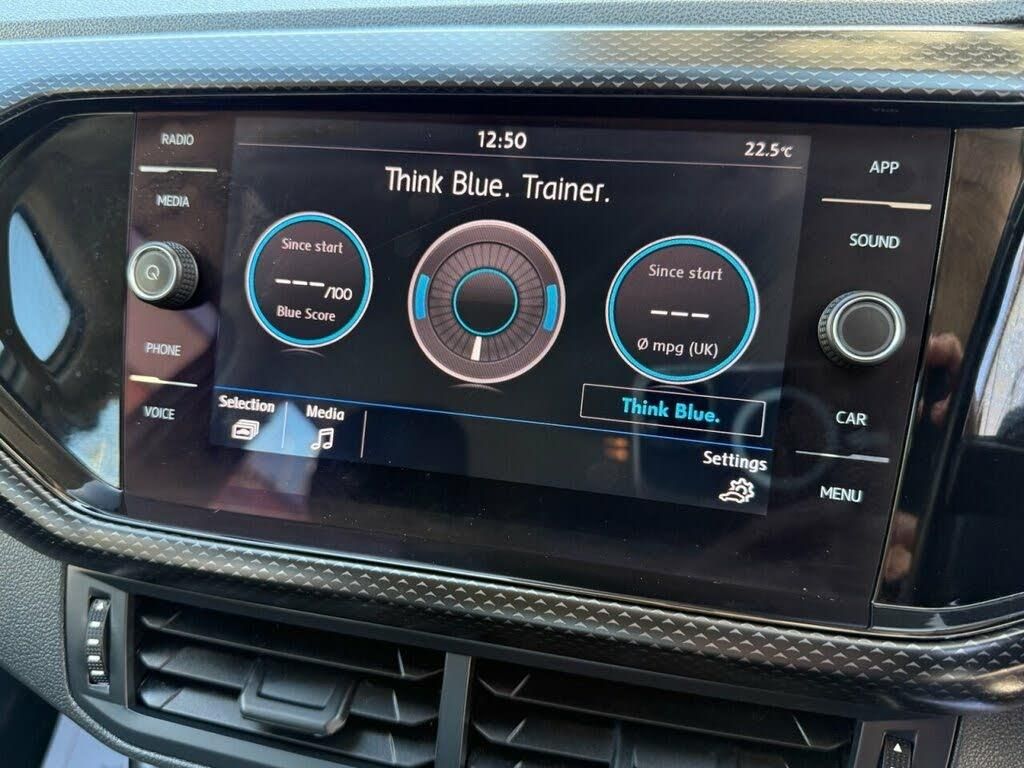 RADIO
MEDIA
PHONE
VOICE
12:50
22.5°C
Think Blue. Trainer.
Since start
---/100
Blue Score
Since start
---
Ø mpg (UK)
Think Blue.
Selection
Media
Settings
APP
SOUND
CAR
MENU